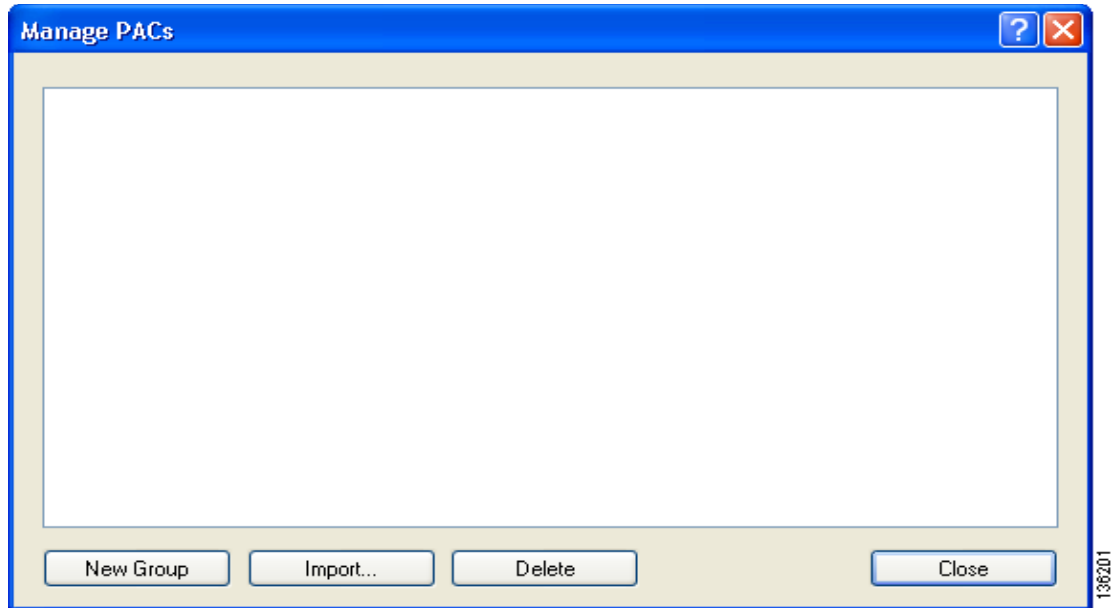 Manage PACs
?
New Group
Import...
Delete
Close
136201